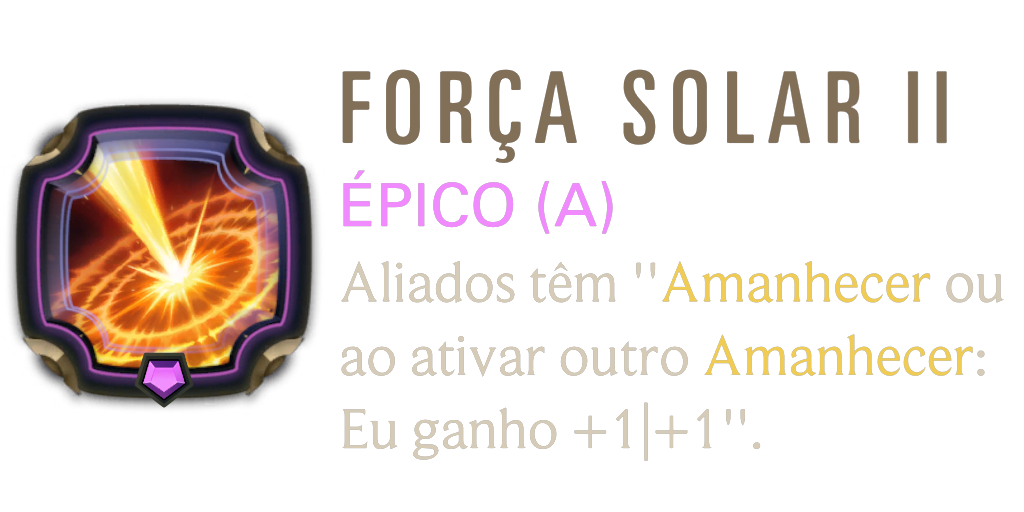 FORÇA SOLAR II
ÉPICO (A)
Aliados têm "Amanhecer ou
ao ativar outro Amanhecer:
Eu ganho +1|+1".